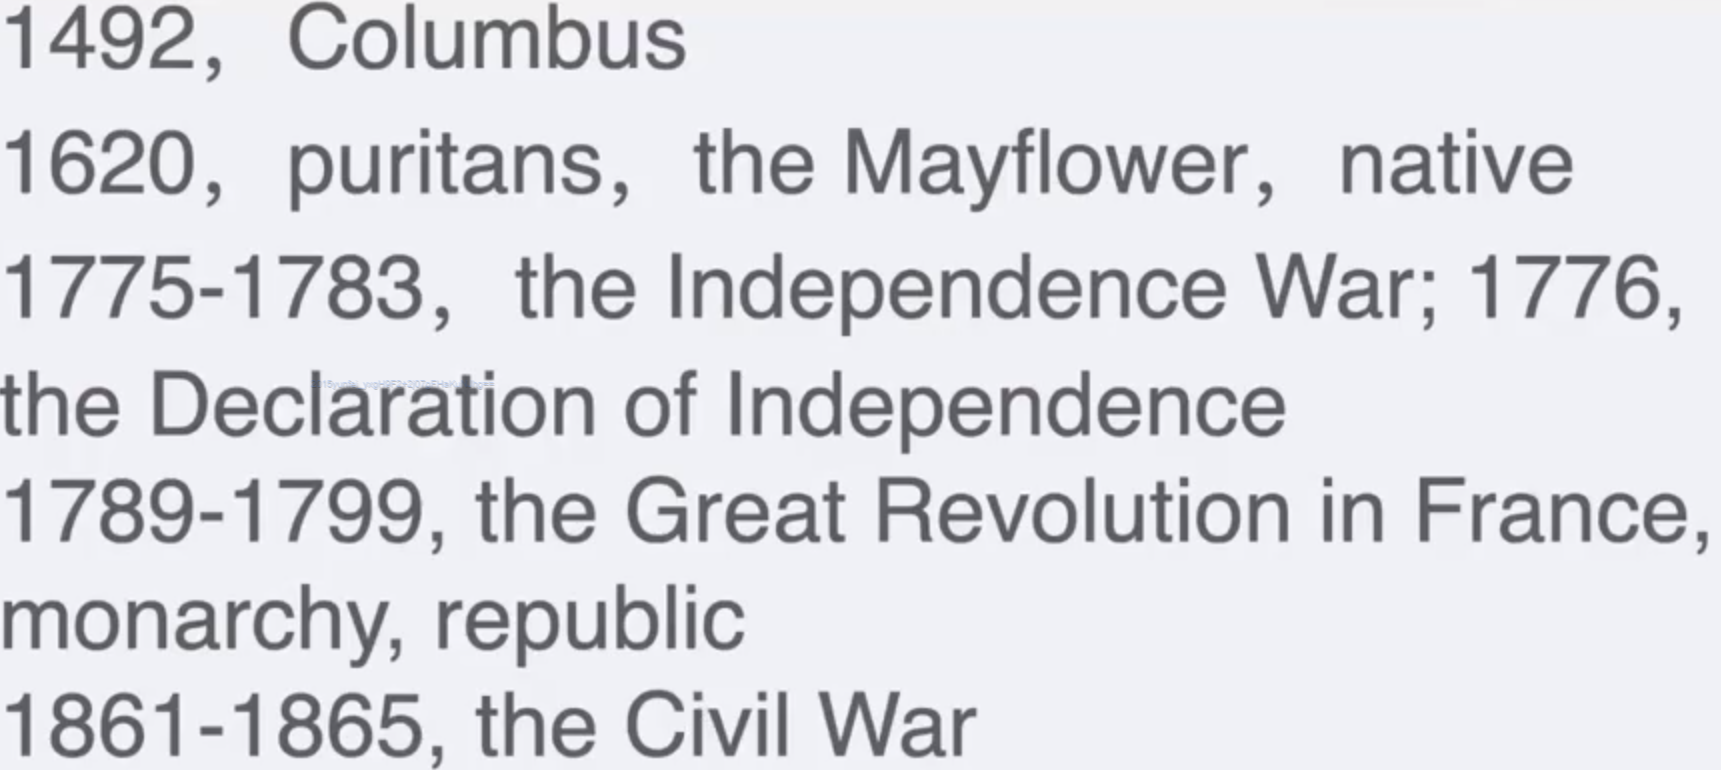 1492,  Columbus
1620,  puritans,  the Mayflower,  native
1775-1783,  the Independence War; 1776,
the Declaration of Independence
1789-1799, the Great Revolution in France,
monarchy, republic
1861-1865, the Civil War